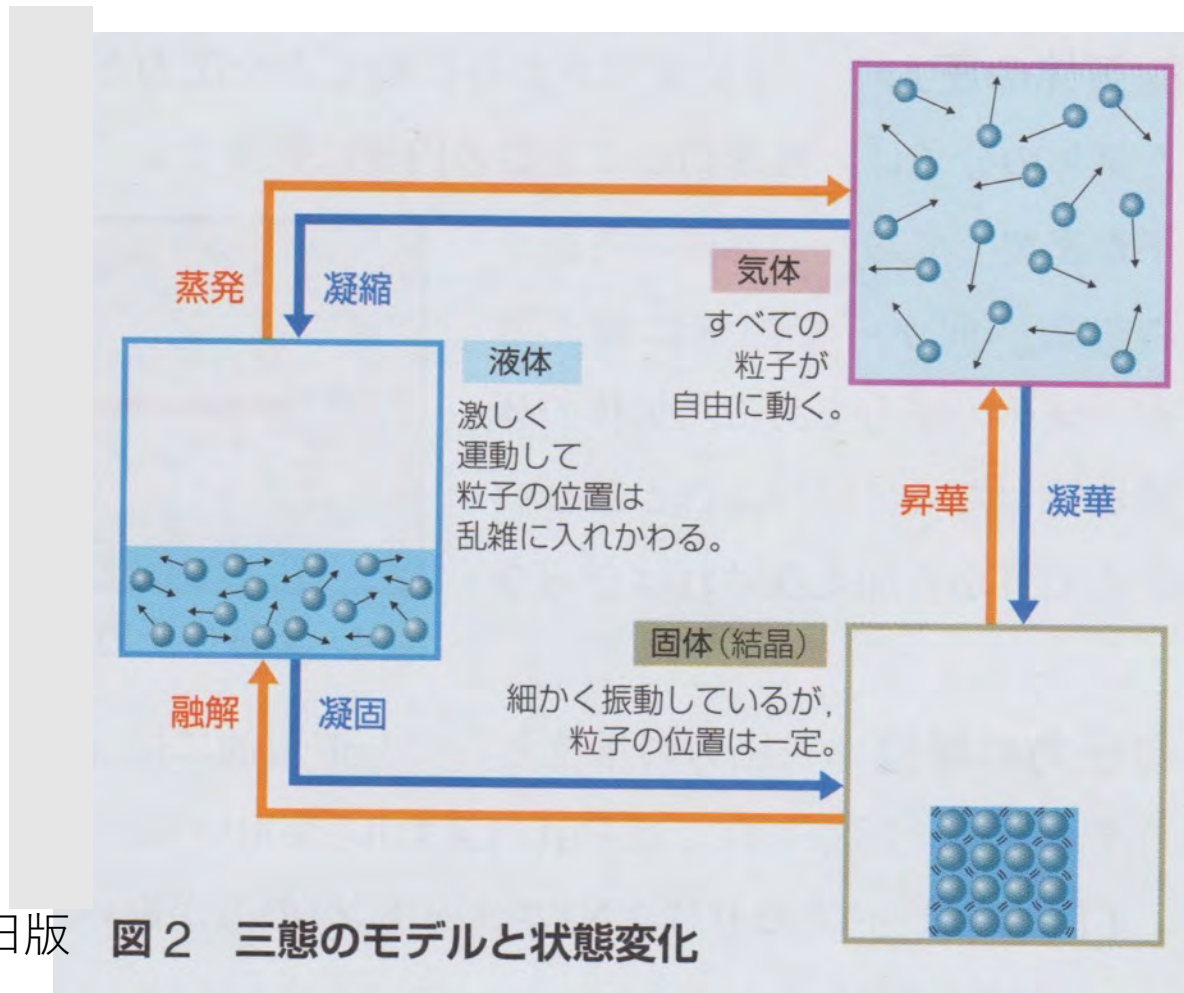 蒸発
凝縮
気体
すべての
粒子が
自由に動く。
液体
激しく
運動して
粒子の位置は
乱雑に入れかわる。
昇華
凝華
固体(結晶)
細かく振動しているが,
粒子の位置は一定。
融解
凝固
版
図2 三態のモデルと状態変化